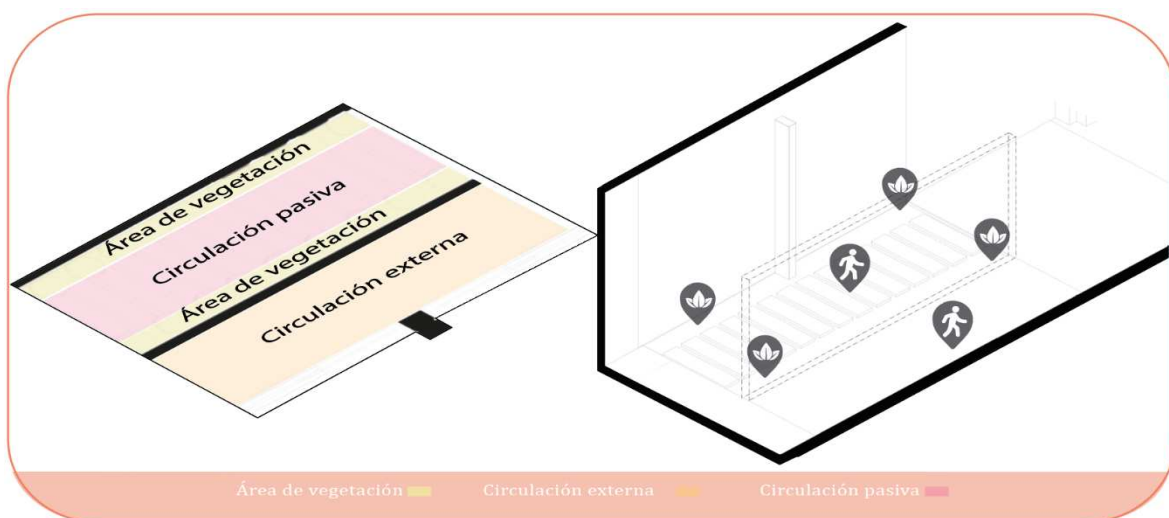 Área de vegetación
Circulación pasiva
Área de vegetación
Circulación externa
Área de vegetación Circulación externa Circulación pasiva